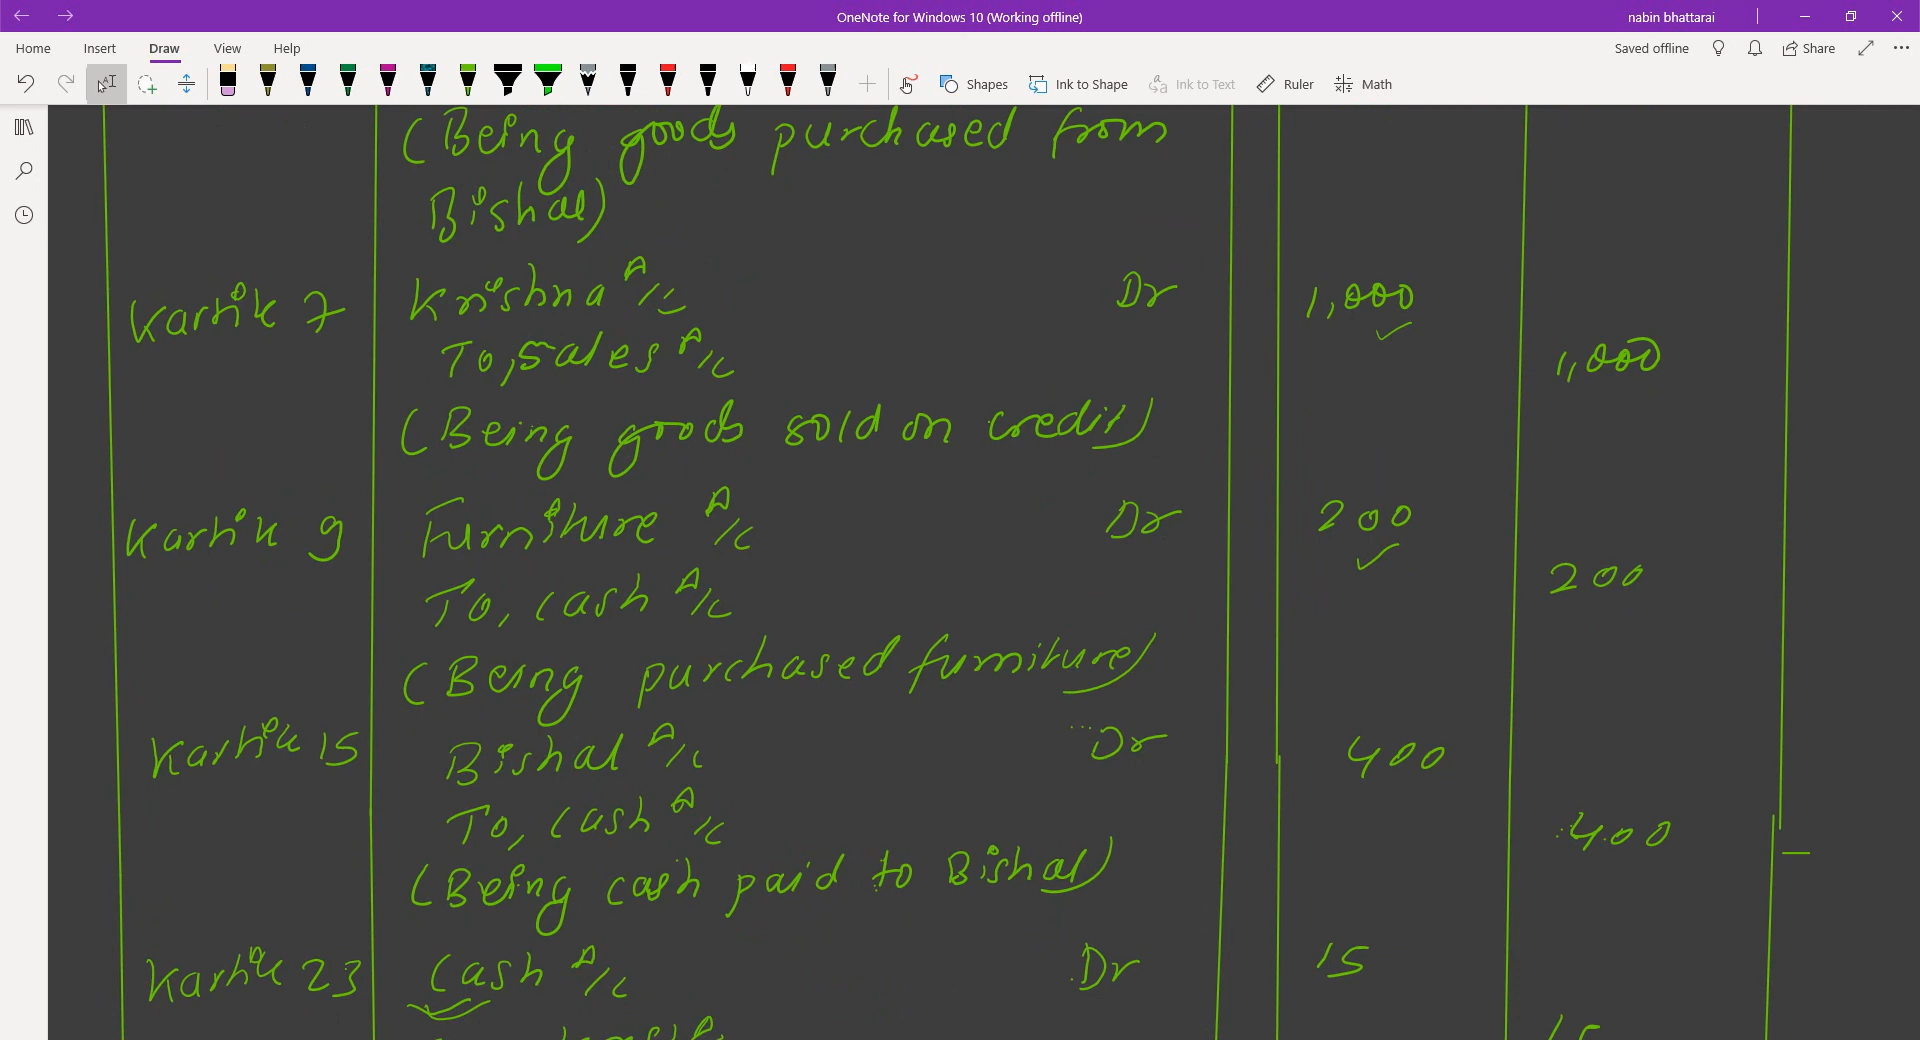 OneNote for Windows 10 (Working offline)
nabin bhattarai
Home Insert Draw View Help
Saved offline
Share
Shapes
Ink to Shape
Ink to Text
Ruler
Math
(Being goods purchased from
Bishal)
Kartik 7 Krishna A/C Dr 1,000
To, Sales A/C 1,000
(Being goods sold on credit)
Kartik 9 Furniture A/C Dr 200
To, Cash A/C 200
(Being purchased furniture)
Kartik 15 Bishal A/C Dr 400
To, Cash A/C 400
(Being cash paid to Bishal)
Kartik 23 Cash A/C Dr 15